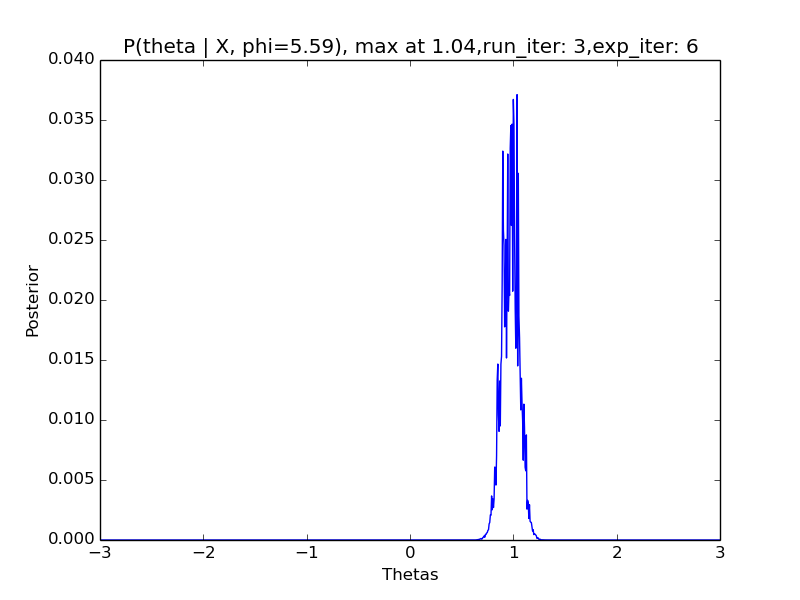 P(theta | X, phi=5.59), max at 1.04,run_iter: 3,exp_iter: 6
0.040
0.035
0.030
0.025
0.020
0.015
0.010
0.005
0.000
Posterior
−3 −2 −1 0 1 2 3
Thetas